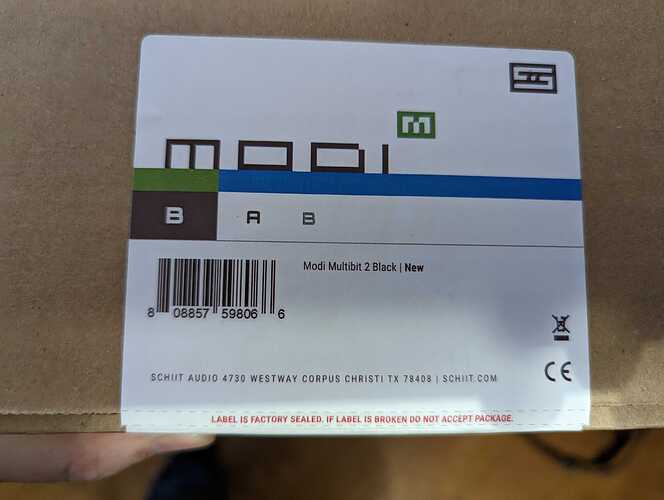 M
MODI
B A B
Modi Multibit 2 Black | New
8 08857 59806 6
SCHIIT AUDIO 4730 WESTWAY CORPUS CHRISTI TX 78408 | SCHIIT.COM
CE
LABEL IS FACTORY SEALED. IF LABEL IS BROKEN DO NOT ACCEPT PACKAGE.